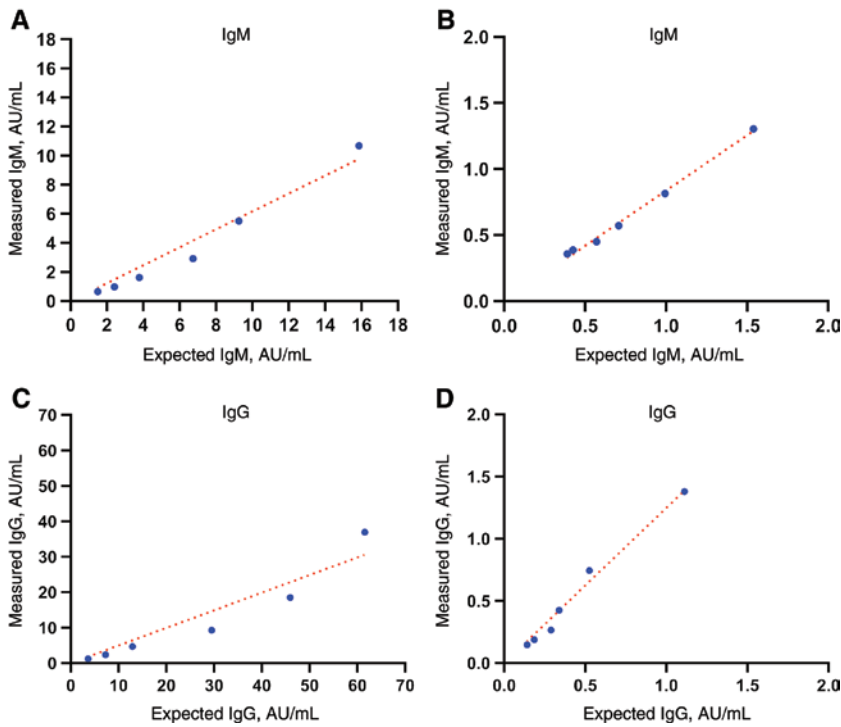 A
IgM
18
16
14
12
10
8
6
4
2
0
Measured IgM, AU/mL
0 2 4 6 8 10 12 14 16 18
Expected IgM, AU/mL
B
IgM
2.0
1.5
1.0
0.5
0.0
Measured IgM, AU/mL
0.0 0.5 1.0 1.5 2.0
Expected IgM, AU/mL
C
IgG
70
60
50
40
30
20
10
0
Measured IgG, AU/mL
0 10 20 30 40 50 60 70
Expected IgG, AU/mL
D
IgG
2.0
1.5
1.0
0.5
0.0
Measured IgG, AU/mL
0.0 0.5 1.0 1.5 2.0
Expected IgG, AU/mL